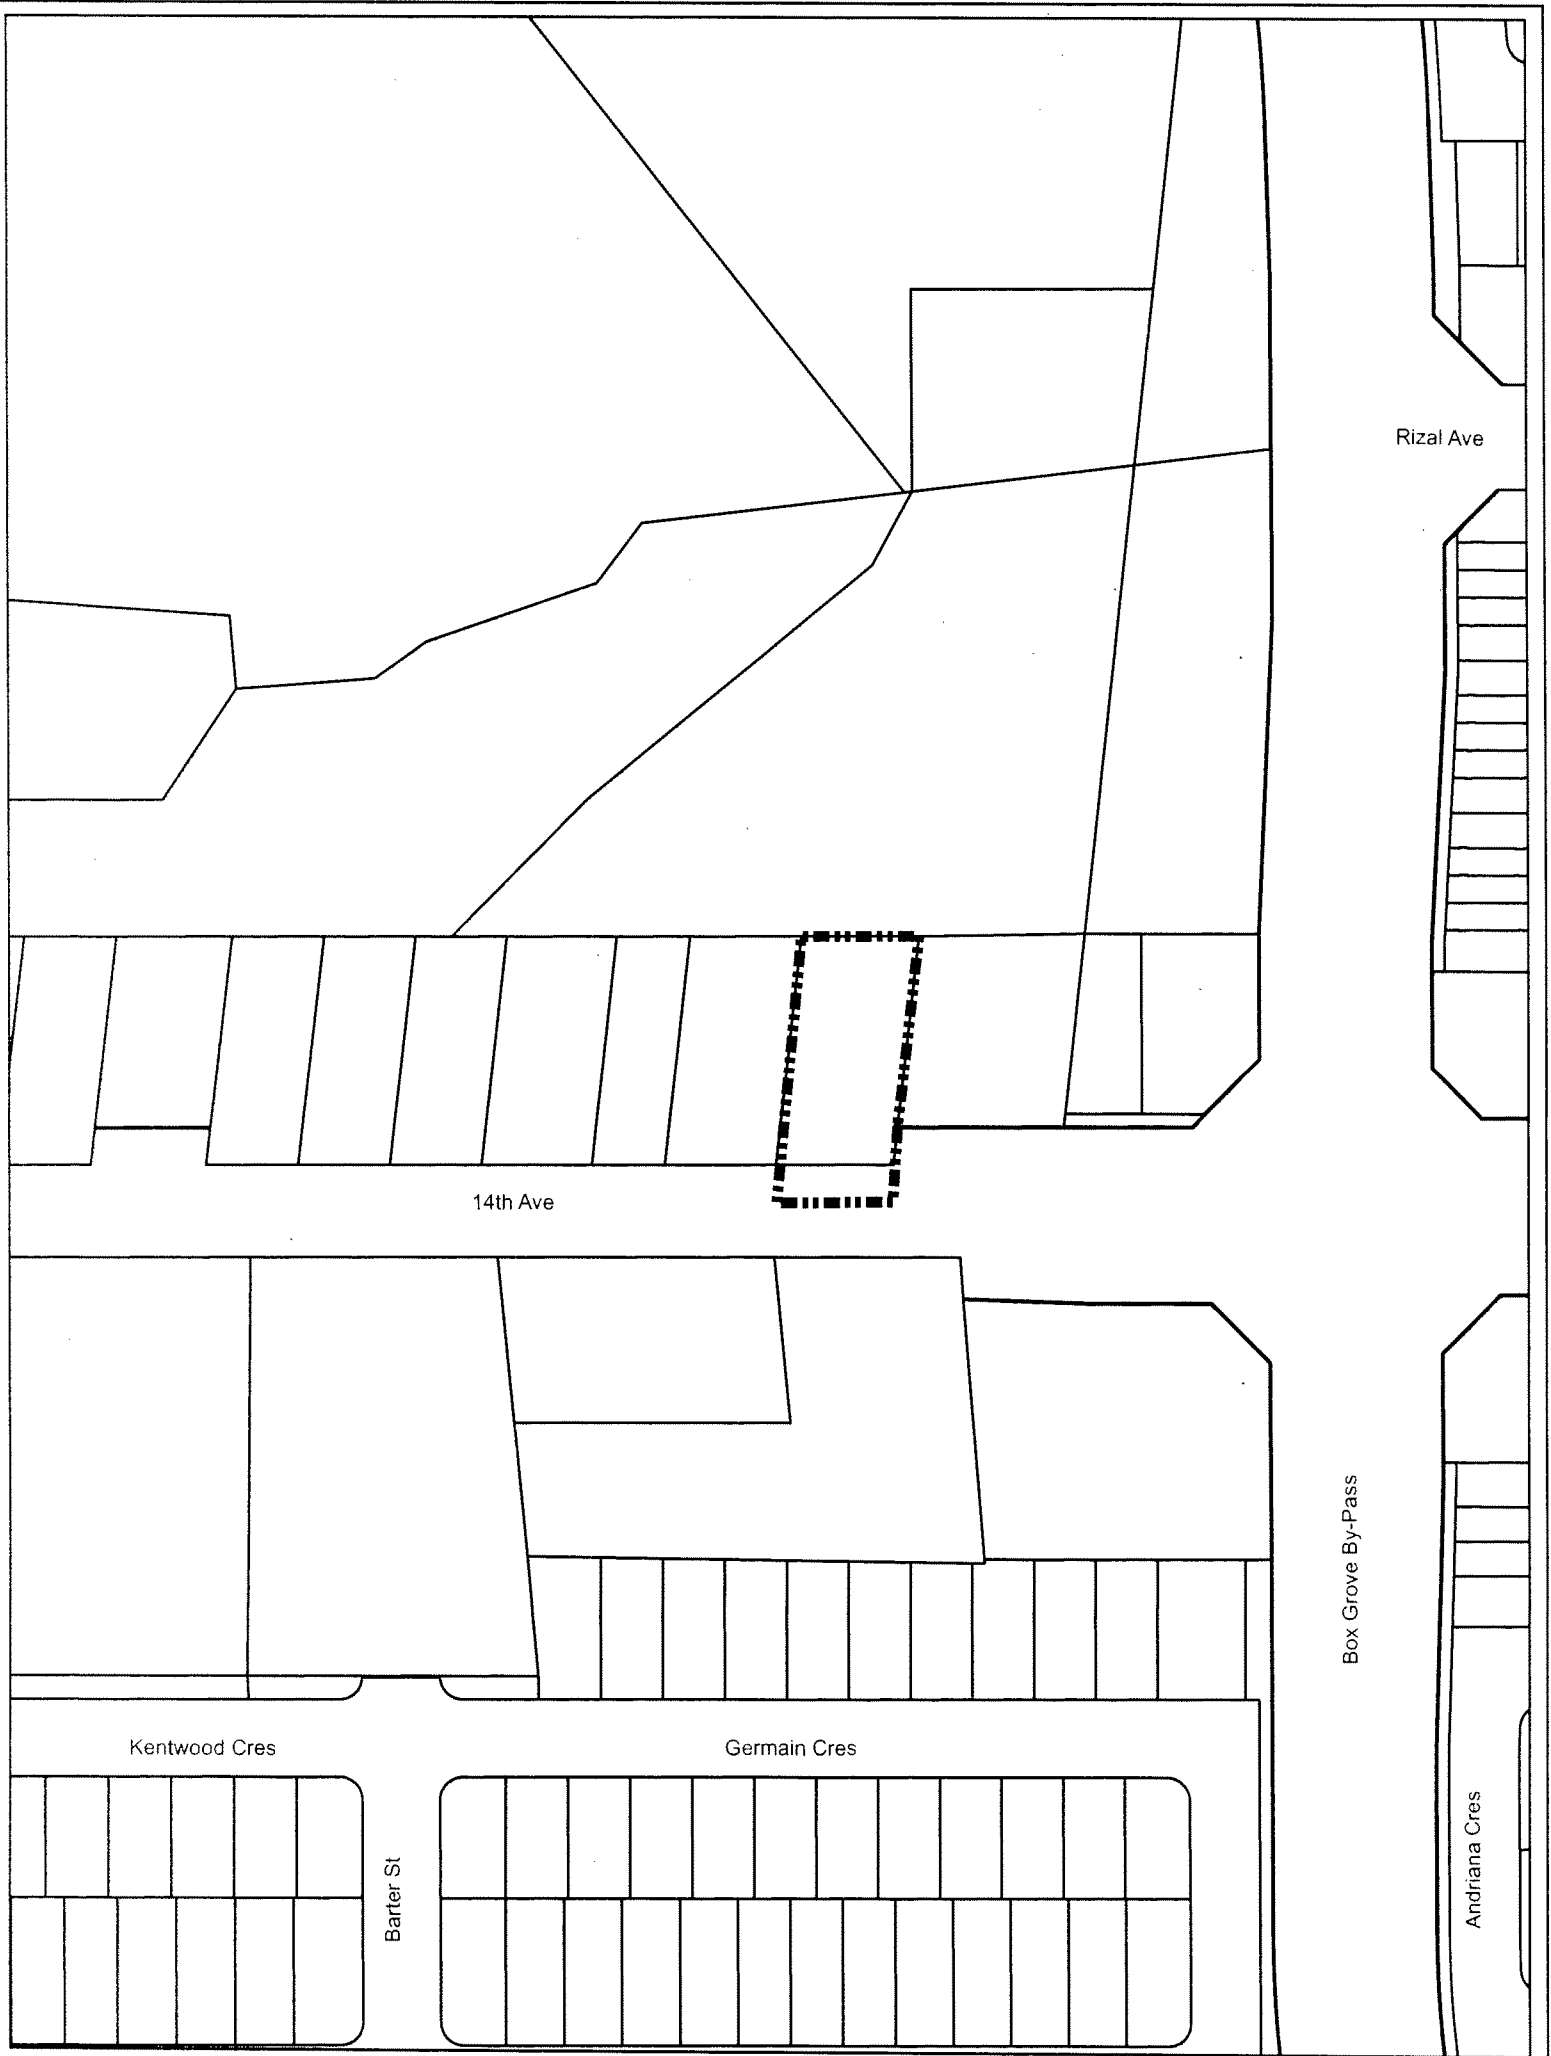 Rizal Ave
14th Ave
Box Grove By-Pass
Kentwood Cres
Germain Cres
Andriana Cres
Barter St